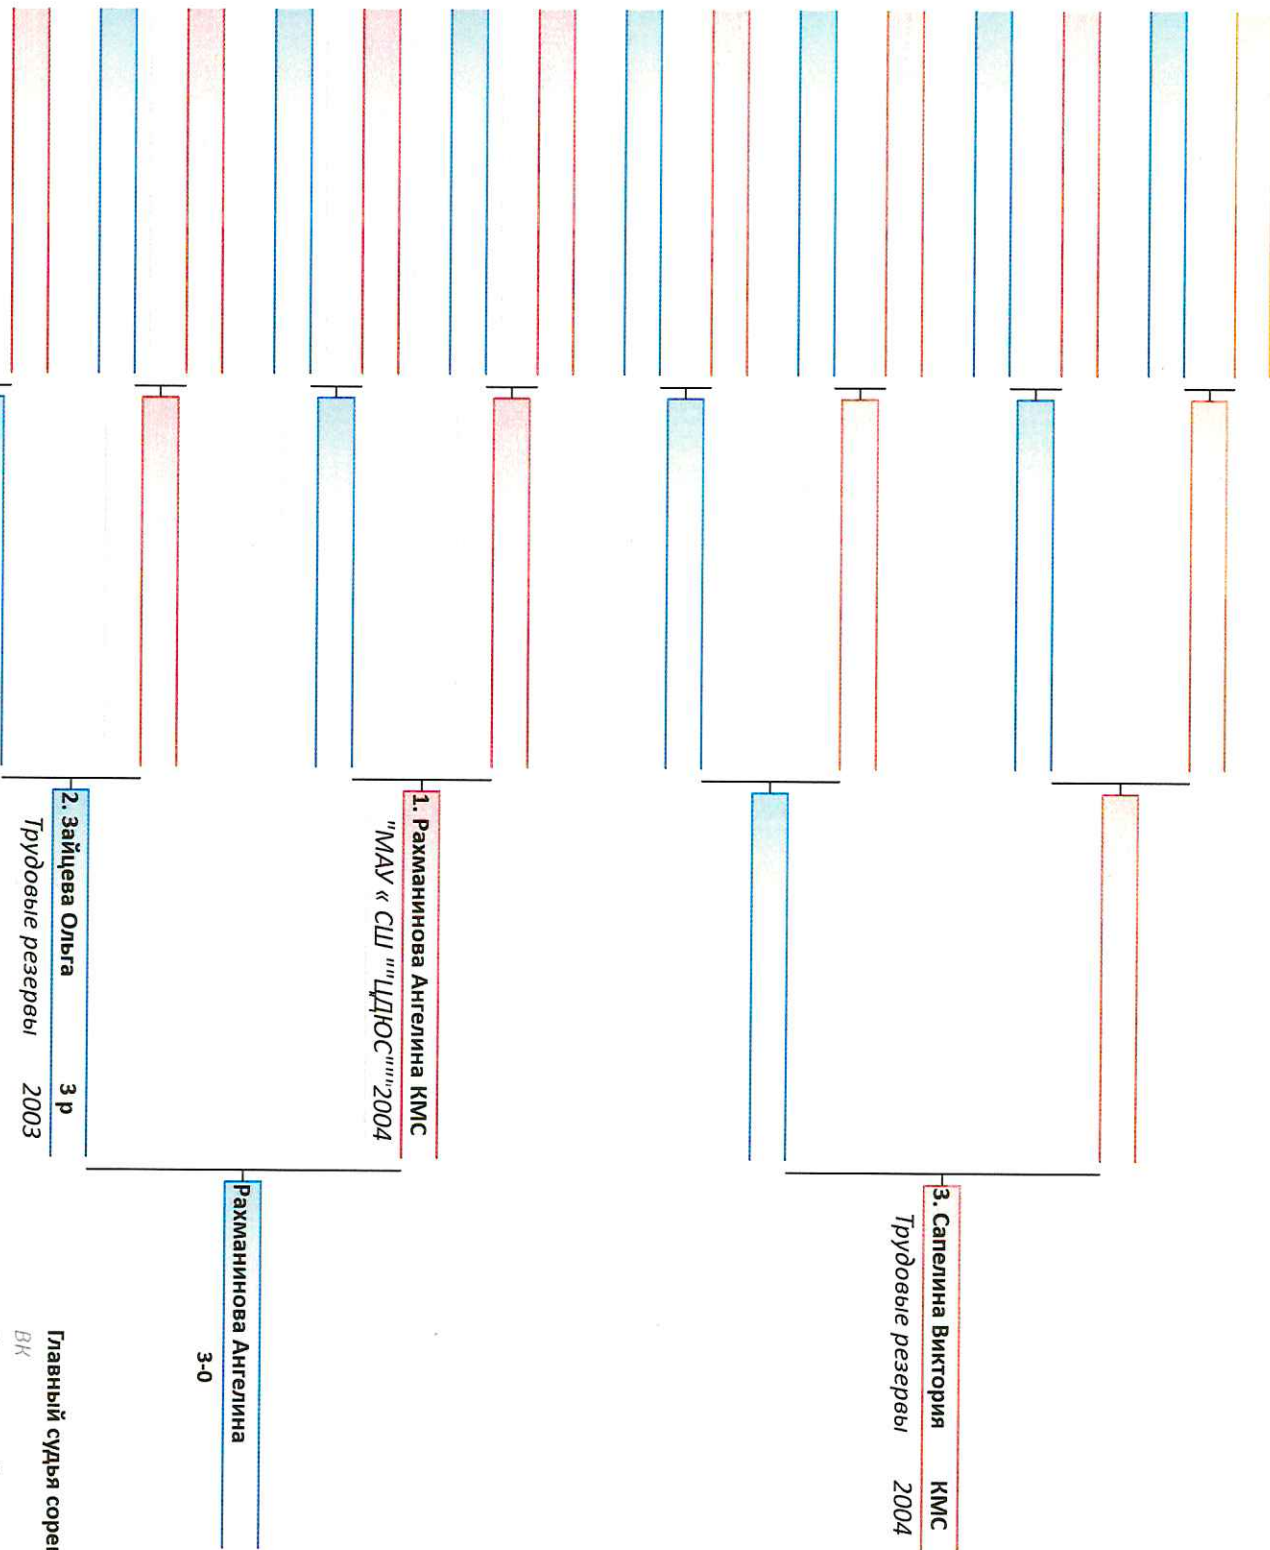 3. Сапелина Виктория КМС
Трудовые резервы 2004
1. Рахманинова Ангелина КМС
"МАУ « СШ ""ЦДЮС"""2004
Рахманинова Ангелина
3-0
2. Зайцева Ольга 3 р
Трудовые резервы 2003
Главный судья
ВК